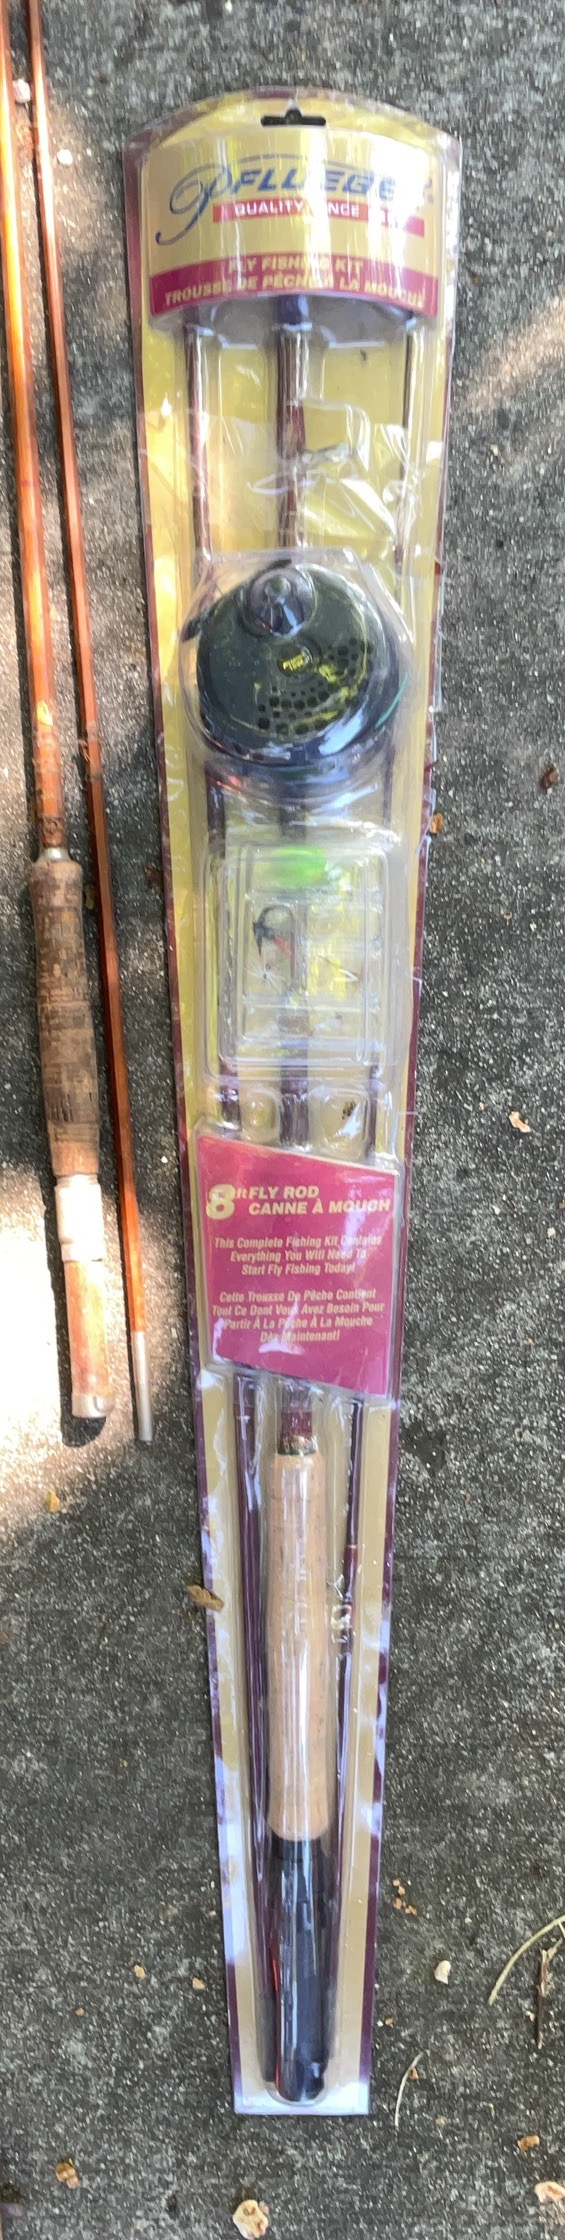 PFLUEGER
QUALITY SINCE
FLY FISHING KIT
TROUSSE DE PÊCHE À LA MOUCHE
8 FT FLY ROD
CANNE À MOUCH
This Complete Fishing Kit Contains
Everything You Will Need To
Start Fly Fishing Today!
Cette Trousse De Pêche Contient
Tout Ce Dont Vous Avez Besoin Pour
Partir À La Pêche À La Mouche
Dès Maintenant!